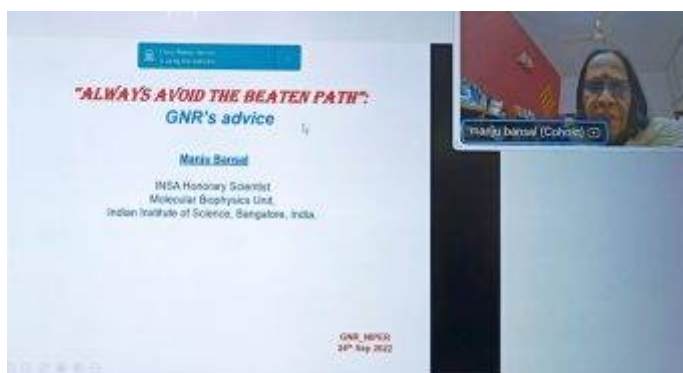 "ALWAYS AVOID THE BEATEN PATH":
GNR's advice
Manju Bansal
INSA Honorary Scientist
Molecular Biophysics Unit,
Indian Institute of Science, Bangalore, India.
GNR_NIPER
24th Sep 2022
manju bansal (Cohost)